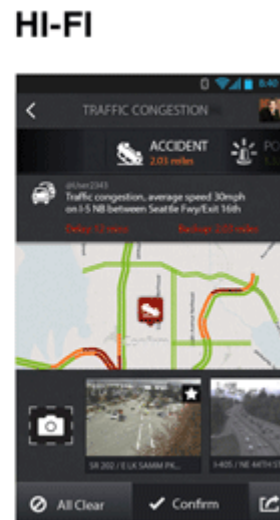 HI-FI
8:40
TRAFFIC CONGESTION
ACCIDENT
2.03 miles
PO
Traffic congestion, average speed 30mph
on I-5 NB between Seattle Fwy/Exit 16th
SR 202 / E LK SAMM PK...
I-405 / NE 44TH ST
All Clear
Confirm